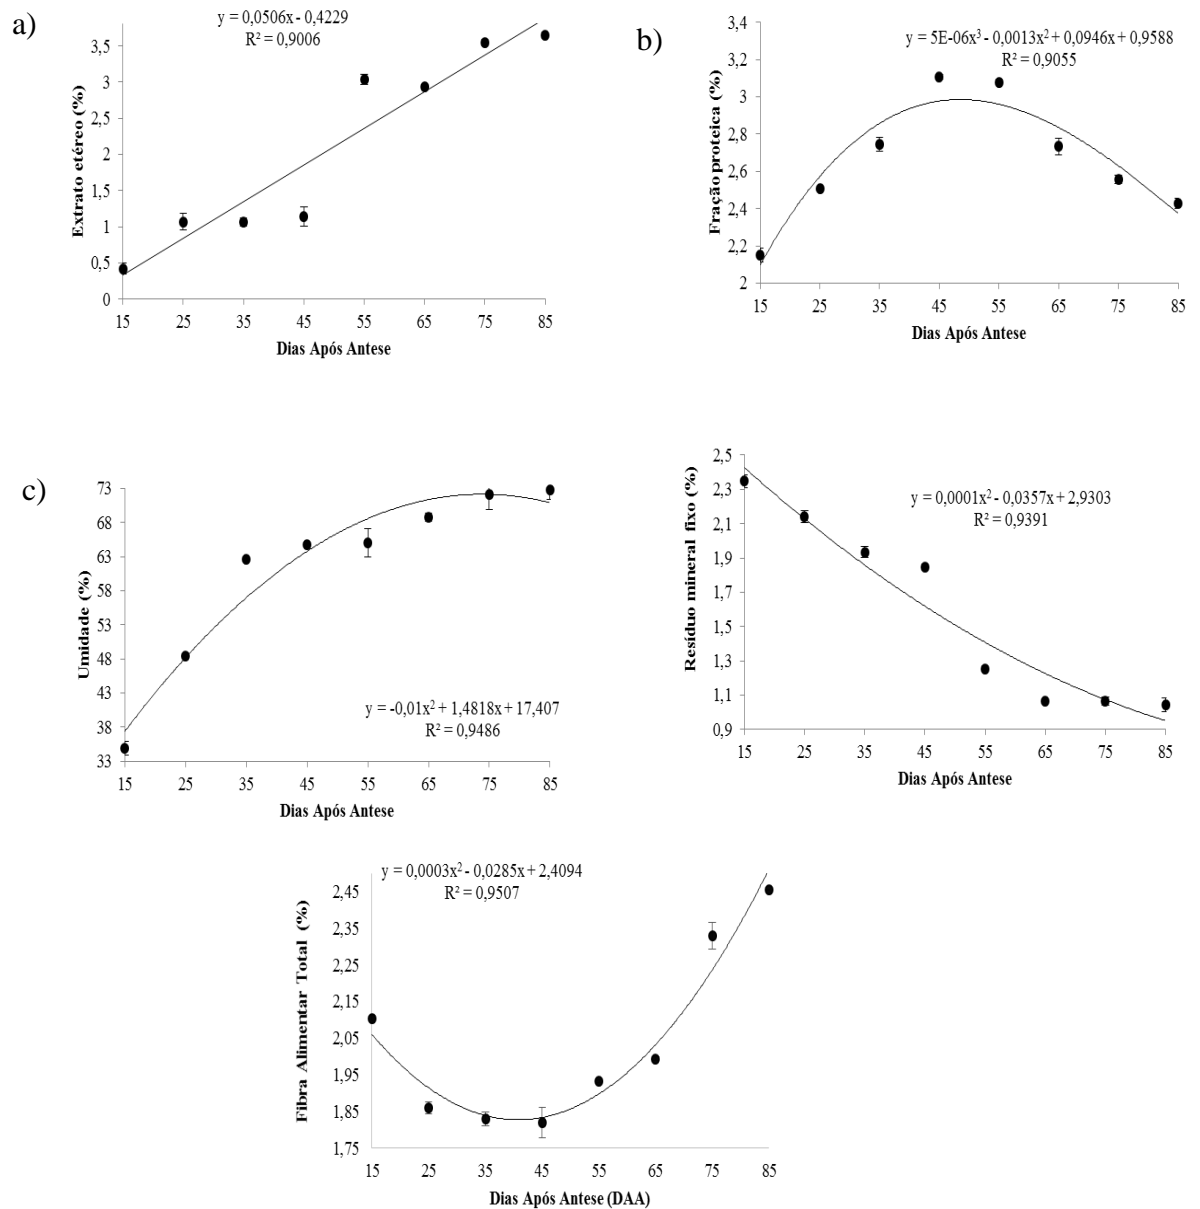 a)
y = 0,0506x - 0,4229
R² = 0,9006
Extrato etéreo (%)
3,5
3
2,5
2
1,5
1
0,5
0
15 25 35 45 55 65 75 85
Dias Após Antese
b)
y = 5E-06x³ - 0,0013x² + 0,0946x + 0,9588
R² = 0,9055
Fração proteica (%)
3,4
3,2
3
2,8
2,6
2,4
2,2
2
15 25 35 45 55 65 75 85
Dias Após Antese
c)
Umidade (%)
73
68
63
58
53
48
43
38
33
y = -0,01x² + 1,4818x + 17,407
R² = 0,9486
15 25 35 45 55 65 75 85
Dias Após Antese
Resíduo mineral fixo (%)
2,5
2,3
2,1
1,9
1,7
1,5
1,3
1,1
0,9
y = 0,0001x² - 0,0357x + 2,9303
R² = 0,9391
15 25 35 45 55 65 75 85
Dias Após Antese
y = 0,0003x² - 0,0285x + 2,4094
R² = 0,9507
Fibra Alimentar Total (%)
2,45
2,35
2,25
2,15
2,05
1,95
1,85
1,75
15 25 35 45 55 65 75 85
Dias Após Antese (DAA)